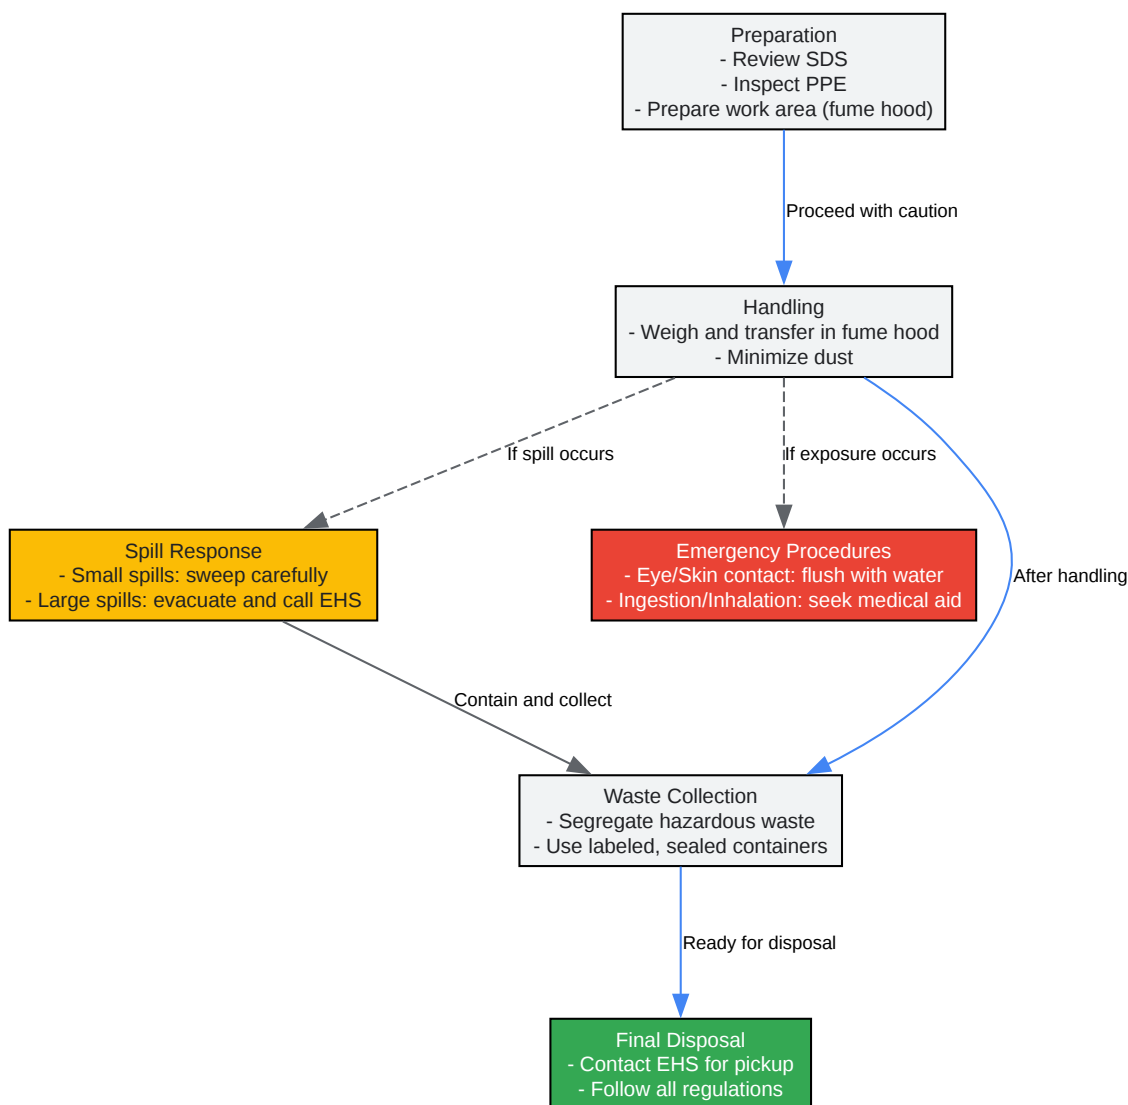 Preparation
- Review SDS
- Inspect PPE
- Prepare work area (fume hood)
Proceed with caution
Handling
- Weigh and transfer in fume hood
- Minimize dust
If spill occurs
If exposure occurs
Spill Response
- Small spills: sweep carefully
- Large spills: evacuate and call EHS
Emergency Procedures
- Eye/Skin contact: flush with water
- Ingestion/Inhalation: seek medical aid
After handling
Contain and collect
Waste Collection
- Segregate hazardous waste
- Use labeled, sealed containers
Ready for disposal
Final Disposal
- Contact EHS for pickup
- Follow all regulations